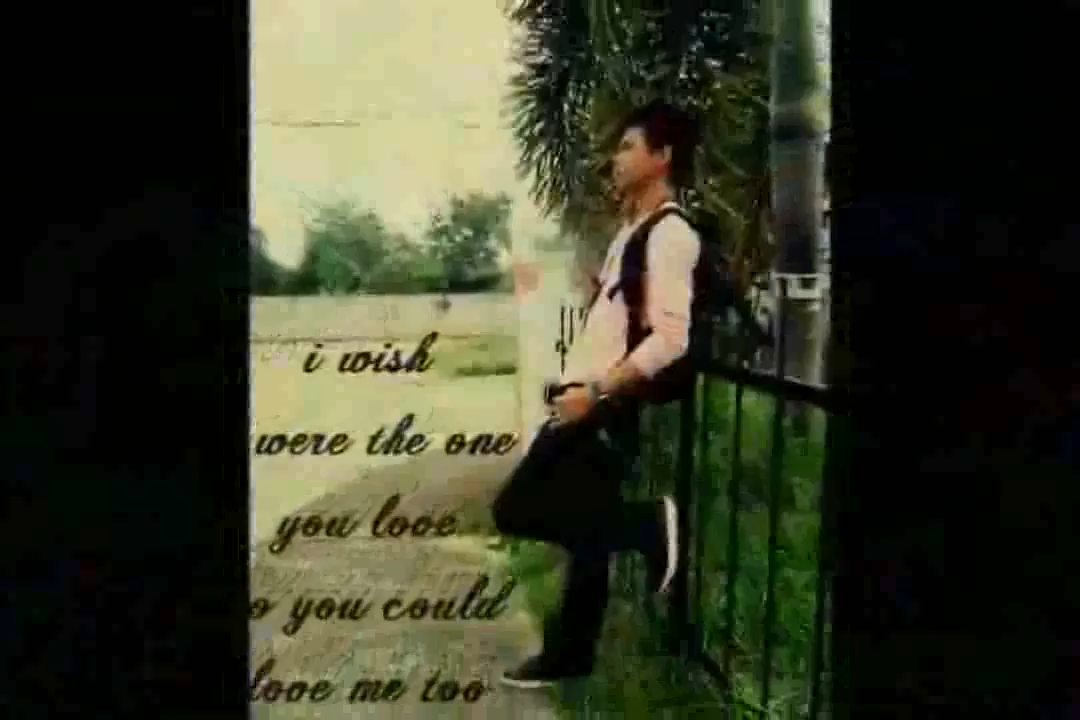 i wish
were the one
you love
o you could
love me too